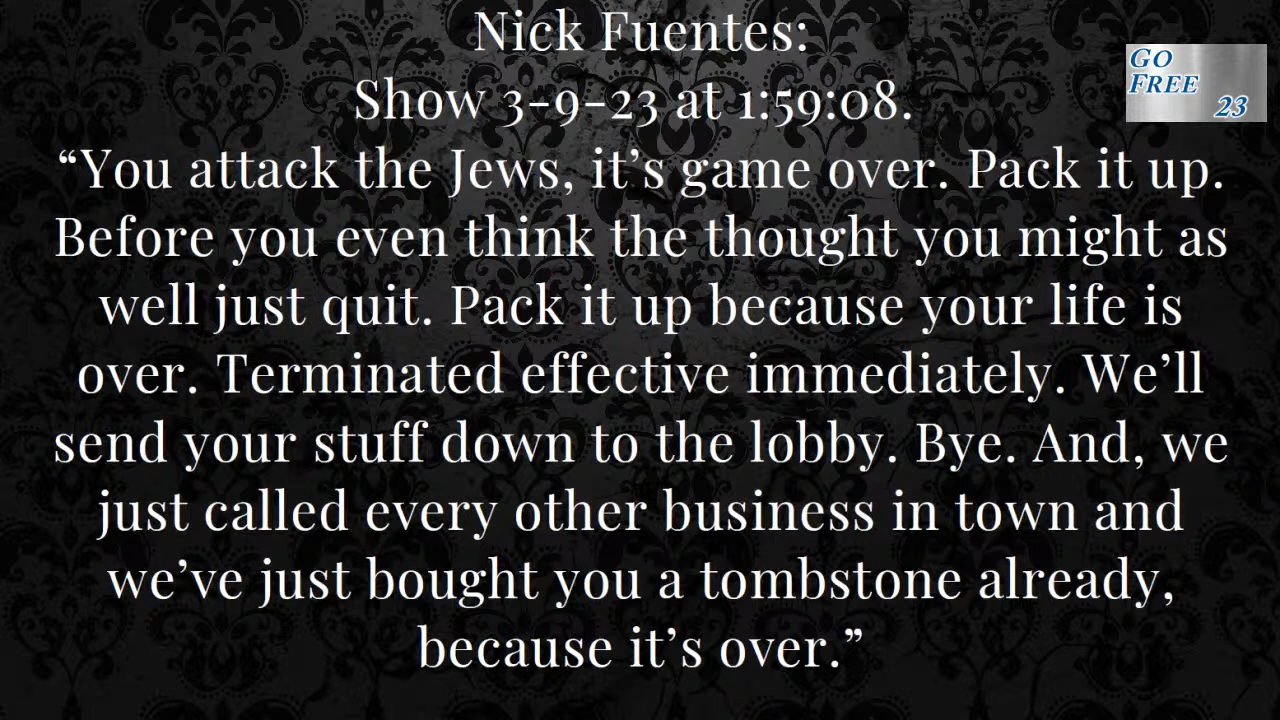 Nick Fuentes:
Show 3-9-23 at 1:59:08.
“You attack the Jews, it’s game over. Pack it up.
Before you even think the thought you might as
well just quit. Pack it up because your life is
over. Terminated effective immediately. We’ll
send your stuff down to the lobby. Bye. And, we
just called every other business in town and
we’ve just bought you a tombstone already,
because it’s over.”
GO
FREE
23